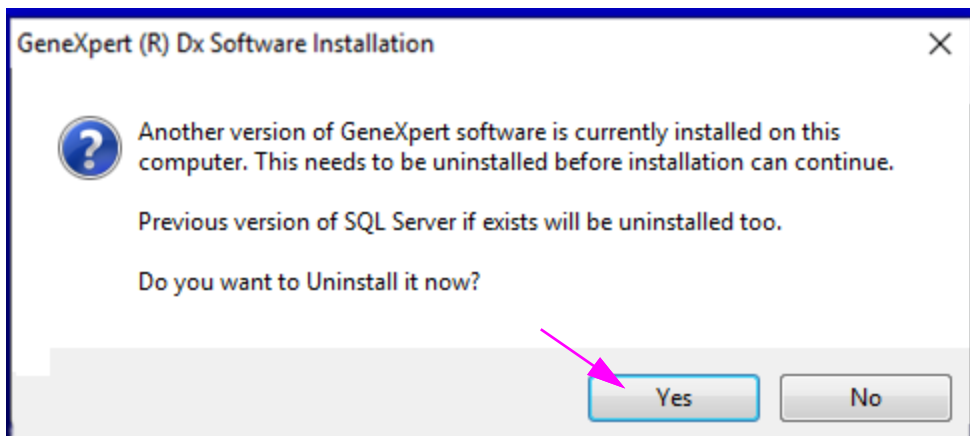 GeneXpert (R) Dx Software Installation
Another version of GeneXpert software is currently installed on this
computer. This needs to be uninstalled before installation can continue.
Previous version of SQL Server if exists will be uninstalled too.
Do you want to Uninstall it now?
Yes
No